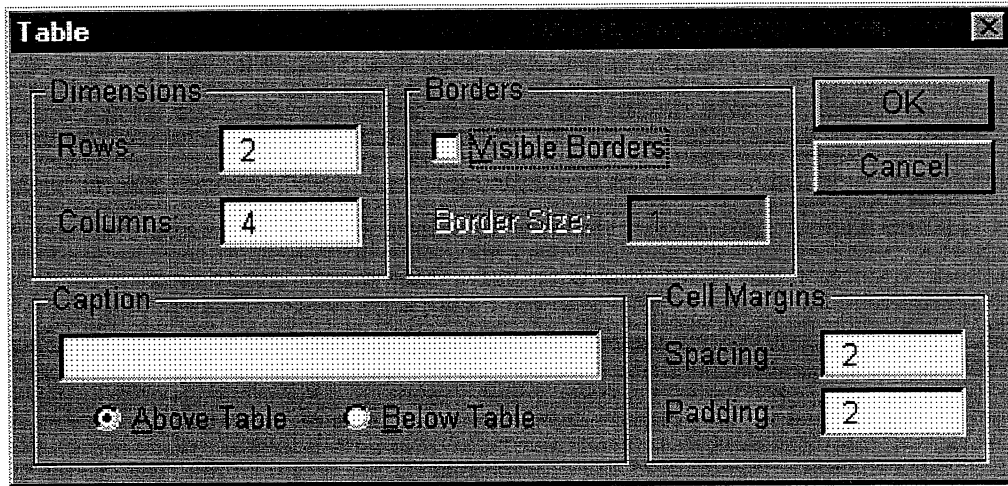 Table
Dimensions
Rows: 2
Columns: 4
Borders
Visible Borders
Border Size: 1
OK
Cancel
Caption
Above Table
Below Table
Cell Margins
Spacing: 2
Padding: 2